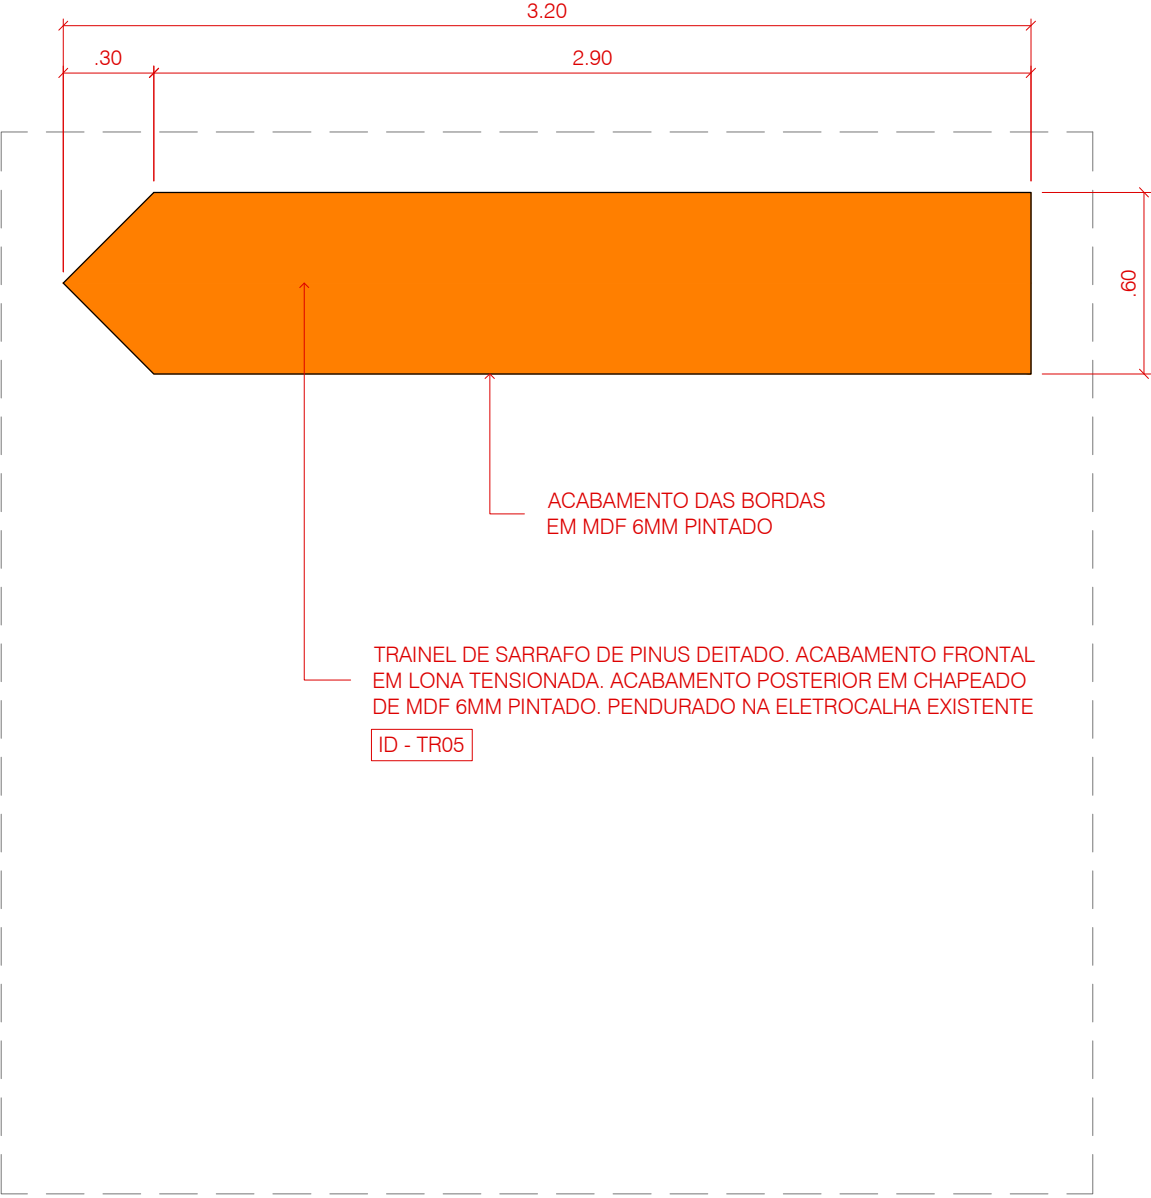 3.20
.30
2.90
.60
ACABAMENTO DAS BORDAS
EM MDF 6MM PINTADO
TRAINEL DE SARRAFO DE PINUS DEITADO. ACABAMENTO FRONTAL
EM LONA TENSIONADA. ACABAMENTO POSTERIOR EM CHAPEADO
DE MDF 6MM PINTADO. PENDURADO NA ELETROCALHA EXISTENTE
ID - TR05